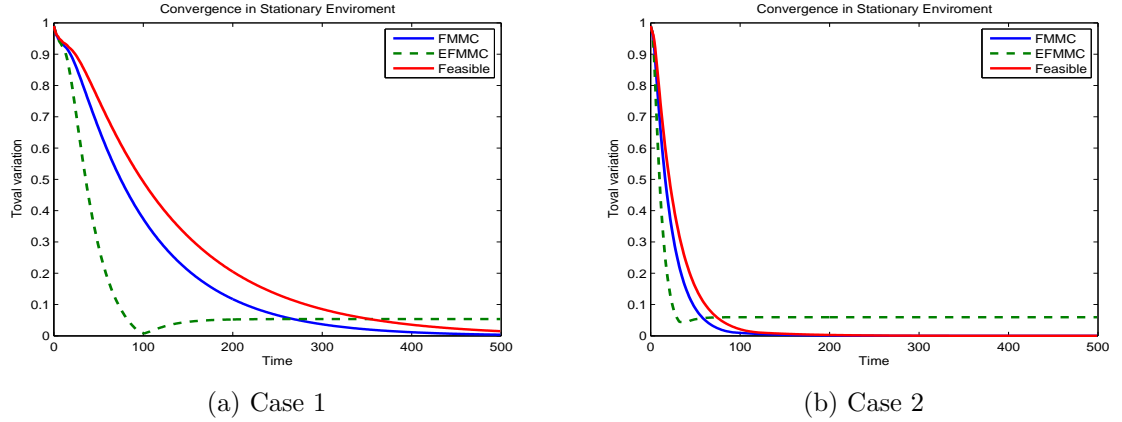 Convergence in Stationary Enviroment
Toval variation
1
0.9
0.8
0.7
0.6
0.5
0.4
0.3
0.2
0.1
0
0 100 200 300 400 500
Time
FMMC
EFMMC
Feasible
(a) Case 1
Convergence in Stationary Enviroment
Toval variation
1
0.9
0.8
0.7
0.6
0.5
0.4
0.3
0.2
0.1
0
0 100 200 300 400 500
Time
FMMC
EFMMC
Feasible
(b) Case 2